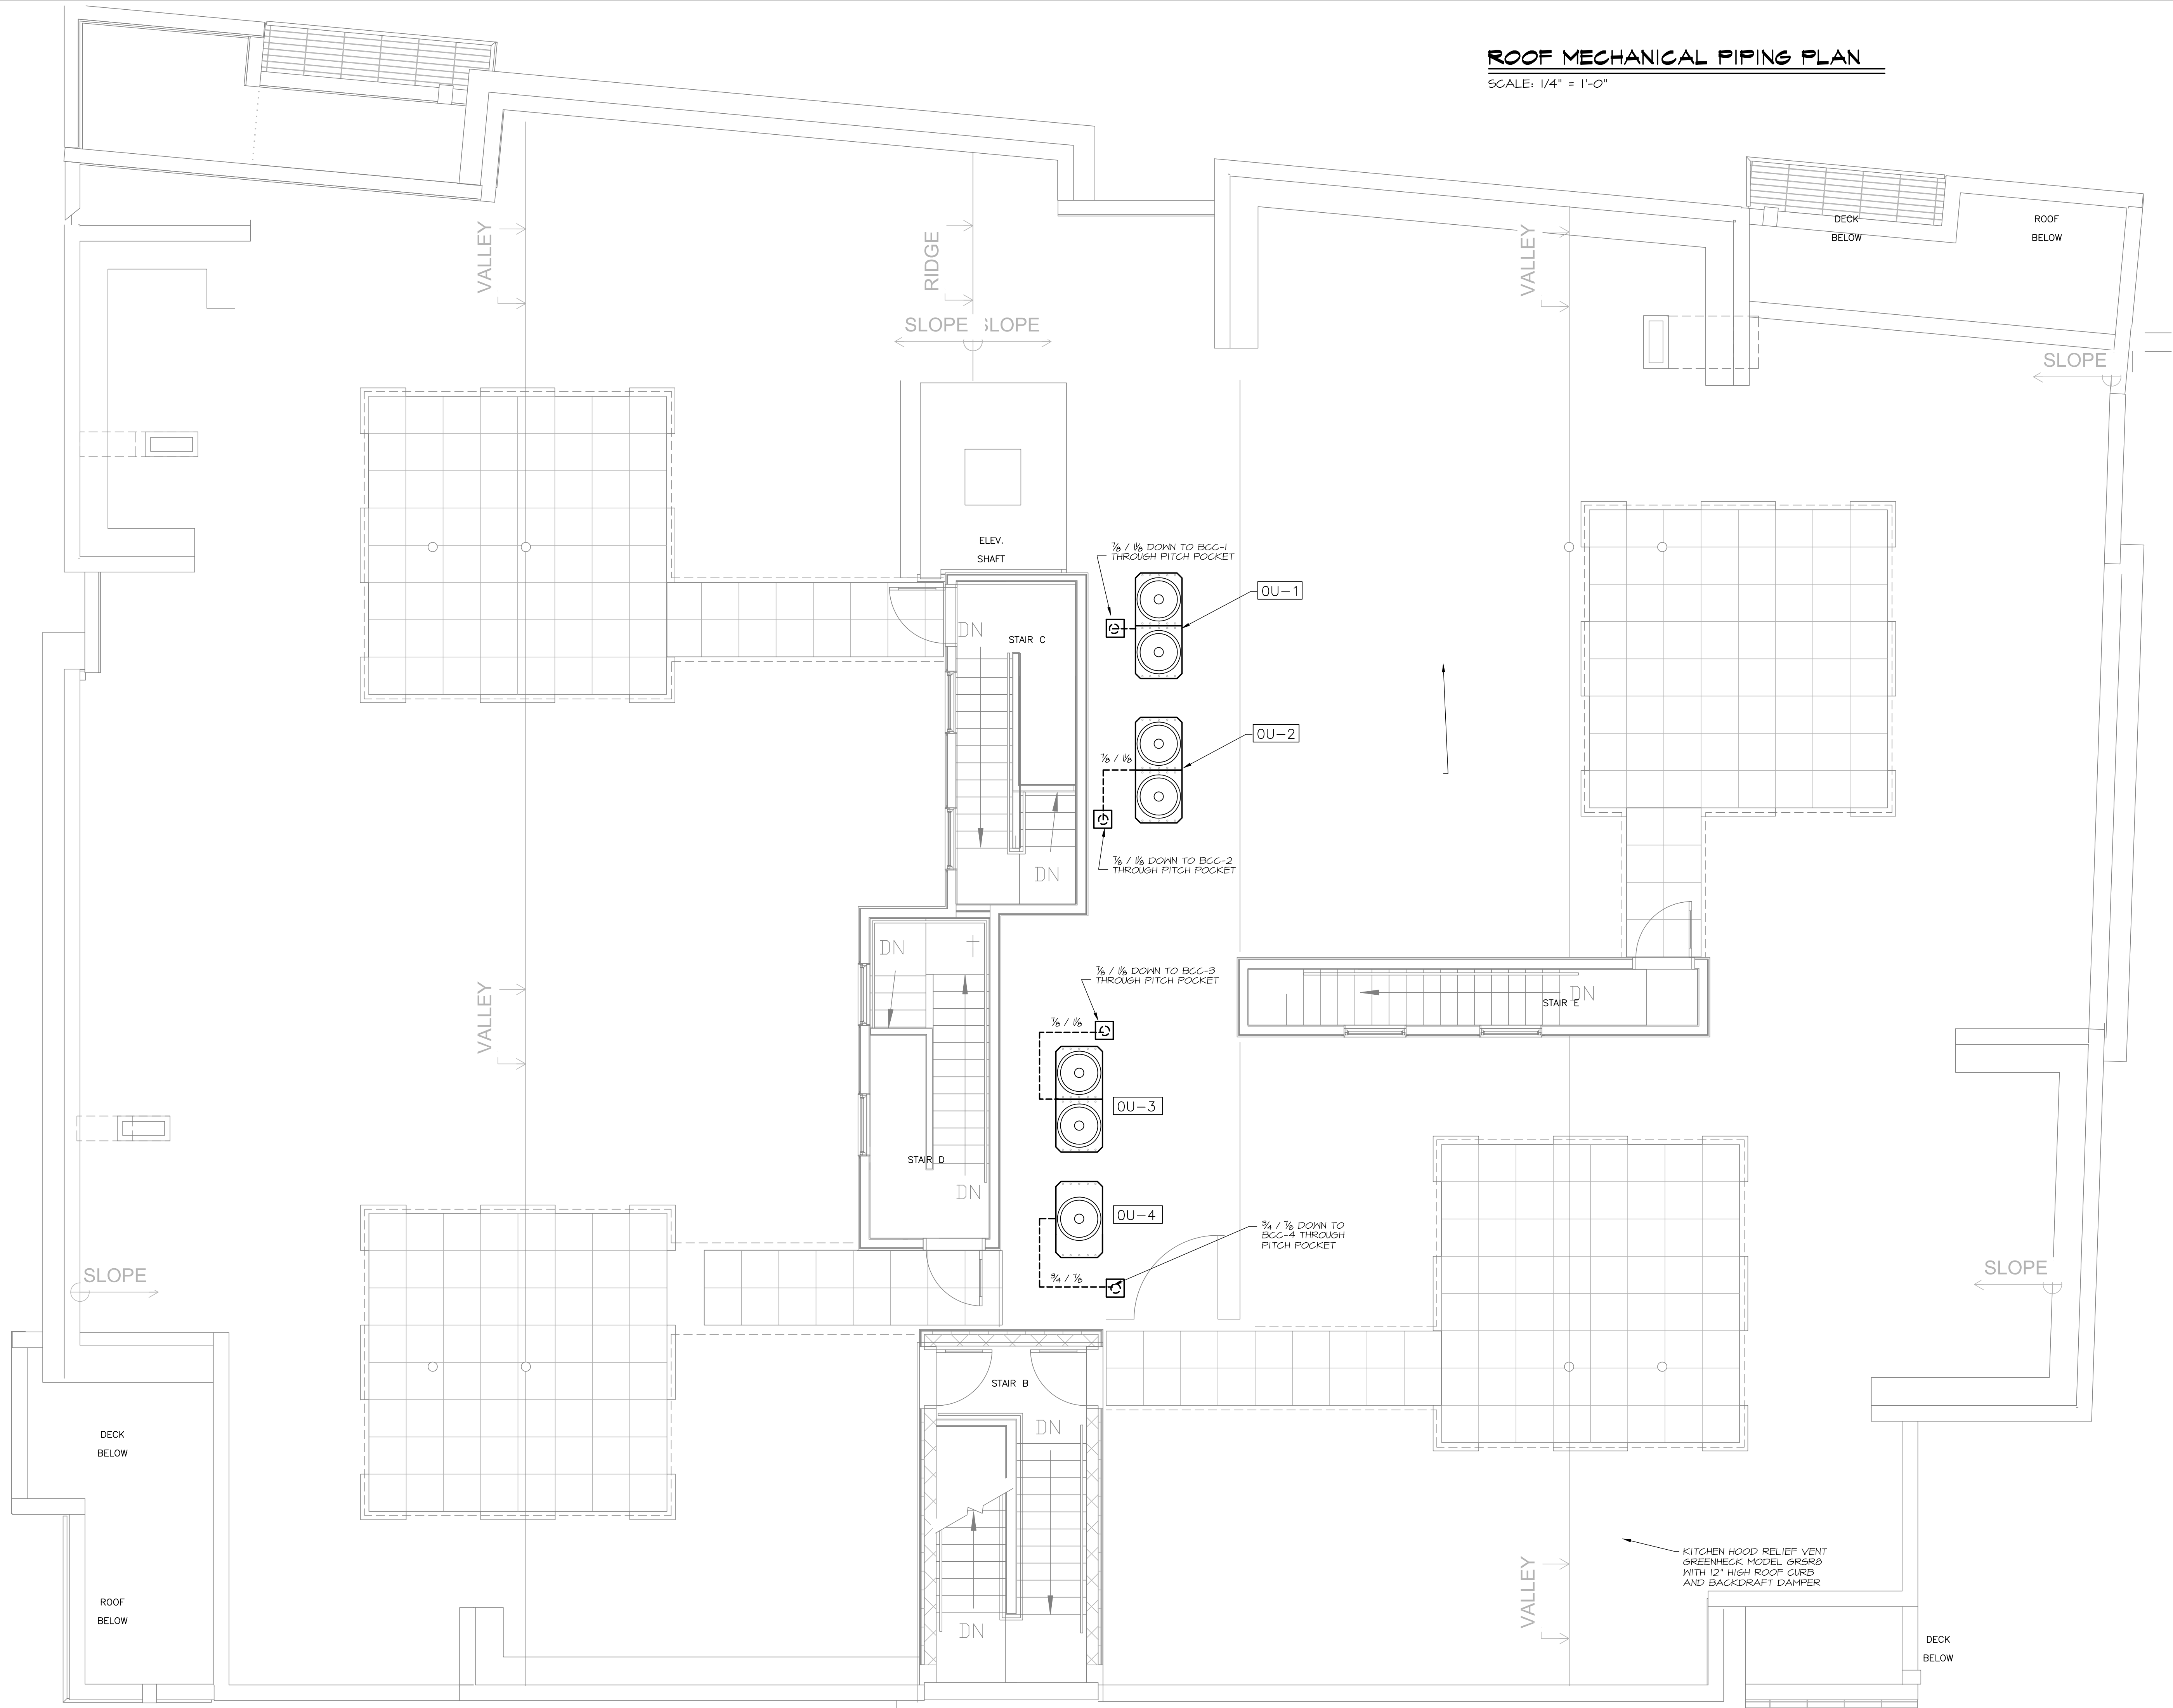 ROOF MECHANICAL PIPING PLAN
SCALE: 1/4" = 1'-0"
VALLEY
RIDGE
VALLEY
DECK
BELOW
ROOF
BELOW
SLOPE
SLOPE
SLOPE
ELEV.
SHAFT
7/8 / 1 1/8 DOWN TO BCC-1
THROUGH PITCH POCKET
OU-1
DN
STAIR C
OU-2
7/8 / 1 1/8
7/8 / 1 1/8 DOWN TO BCC-2
THROUGH PITCH POCKET
DN
DN
7/8 / 1 1/8 DOWN TO BCC-3
THROUGH PITCH POCKET
VALLEY
DN
STAIR E
7/8 / 1 1/8
OU-3
STAIR D
DN
OU-4
3/4 / 7/8 DOWN TO
BCC-4 THROUGH
PITCH POCKET
3/4 / 7/8
SLOPE
SLOPE
STAIR B
DN
DECK
BELOW
KITCHEN HOOD RELIEF VENT
GREENHECK MODEL GRSR8
WITH 12" HIGH ROOF CURB
AND BACKDRAFT DAMPER
VALLEY
ROOF
BELOW
DN
DECK
BELOW